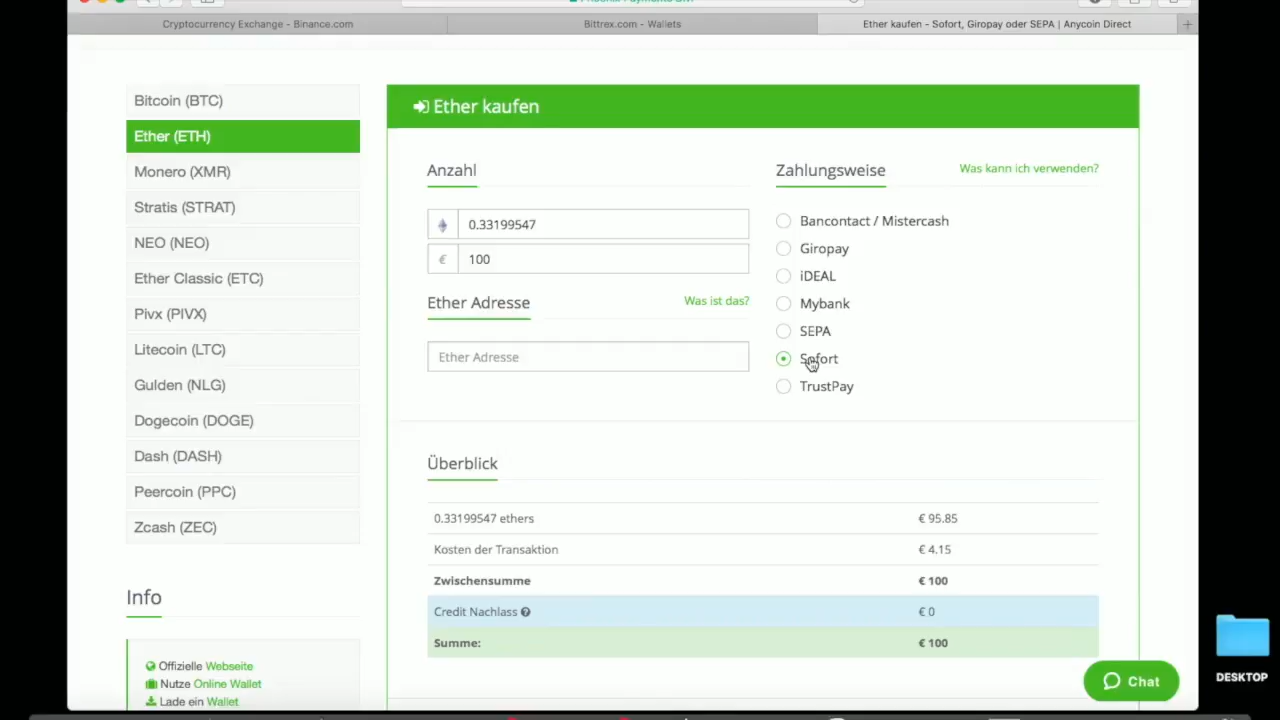 Cryptocurrency Exchange - Binance.com
Bittrex.com - Wallets
Ether kaufen - Sofort, Giropay oder SEPA | Anycoin Direct
Bitcoin (BTC)
Ether (ETH)
Monero (XMR)
Stratis (STRAT)
NEO (NEO)
Ether Classic (ETC)
Pivx (PIVX)
Litecoin (LTC)
Gulden (NLG)
Dogecoin (DOGE)
Dash (DASH)
Peercoin (PPC)
Zcash (ZEC)
Info
Offizielle Webseite
Nutze Online Wallet
Lade ein Wallet
Ether kaufen
Anzahl
0.33199547
€ 100
Ether Adresse Was ist das?
Ether Adresse
Zahlungsweise Was kann ich verwenden?
Bancontact / Mistercash
Giropay
iDEAL
Mybank
SEPA
Sofort
TrustPay
Überblick
0.33199547 ethers € 95.85
Kosten der Transaktion € 4.15
Zwischensumme € 100
Credit Nachlass € 0
Summe: € 100
Chat
DESKTOP